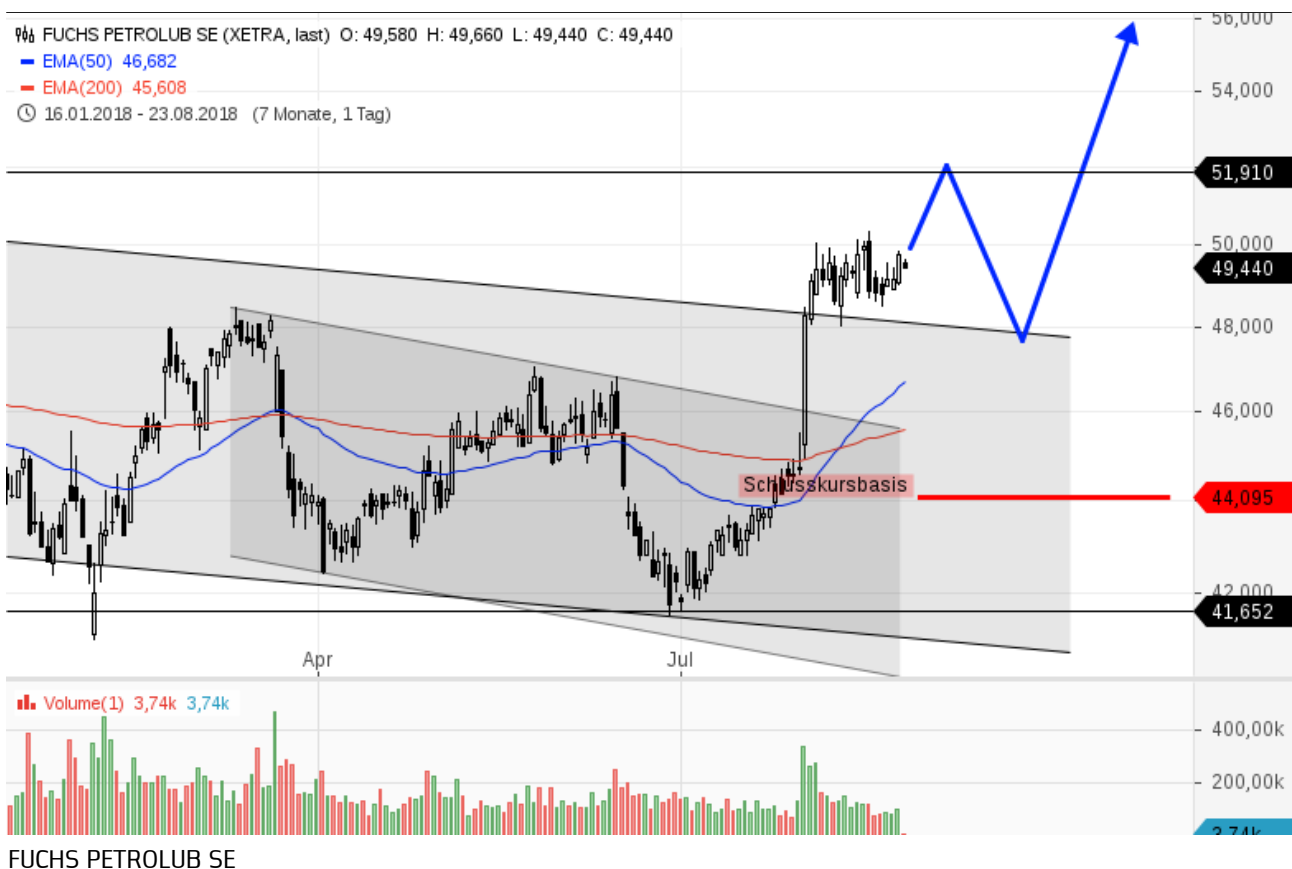 FUCHS PETROLUB SE (XETRA, last) O: 49,580 H: 49,660 L: 49,440 C: 49,440
EMA(50) 46,682
EMA(200) 45,608
16.01.2018 - 23.08.2018 (7 Monate, 1 Tag)
56,000
54,000
51,910
50,000
49,440
48,000
46,000
Schlusskursbasis
44,095
42,000
41,652
Apr Jul
Volume(1) 3,74k 3,74k
400,00k
200,00k
3,74k
FUCHS PETROLUB SE